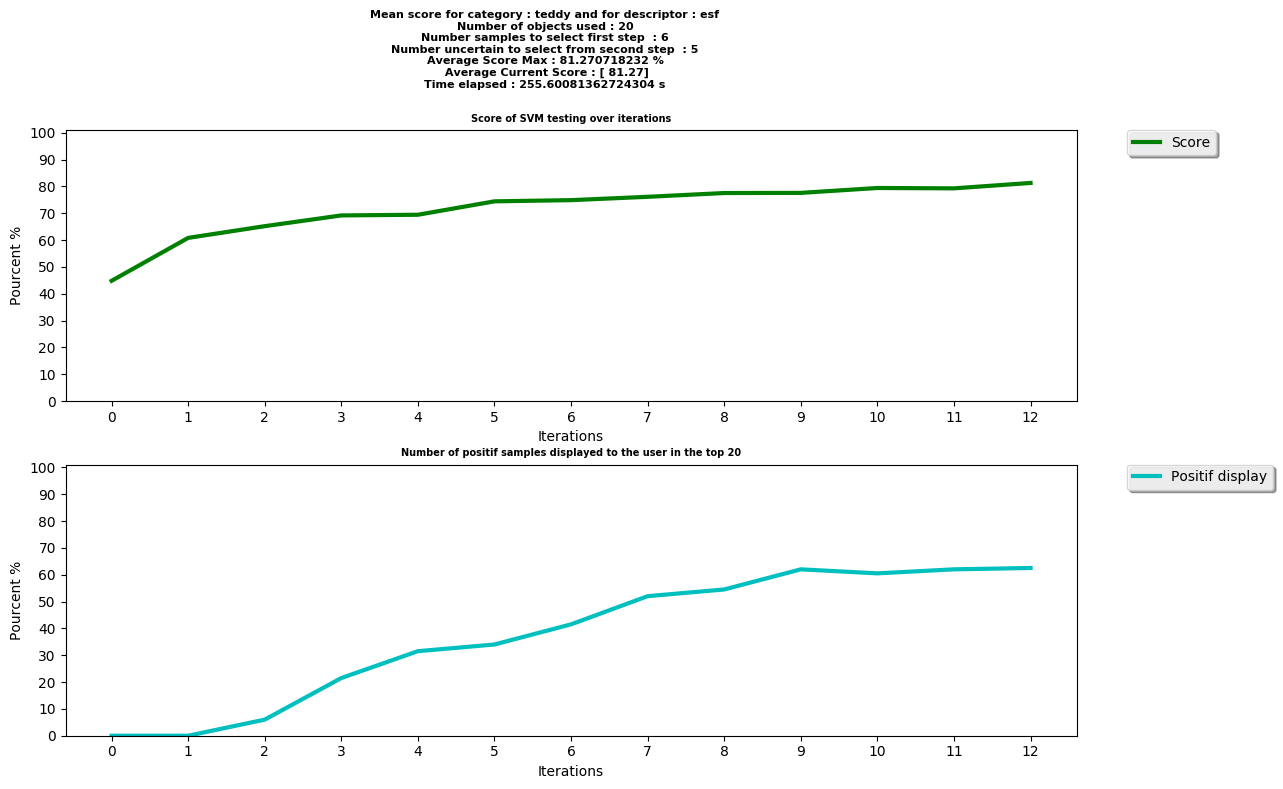 Mean score for category : teddy and for descriptor : esf
Number of objects used : 20
Number samples to select first step  : 6
Number uncertain to select from second step  : 5
Average Score Max : 81.270718232 %
Average Current Score : [ 81.27]
Time elapsed : 255.60081362724304 s
Score of SVM testing over iterations
100
90
80
70
60
50
40
30
20
10
0
Pourcent %
0 1 2 3 4 5 6 7 8 9 10 11 12
Iterations
Score
Number of positif samples displayed to the user in the top 20
100
90
80
70
60
50
40
30
20
10
0
Pourcent %
0 1 2 3 4 5 6 7 8 9 10 11 12
Iterations
Positif display